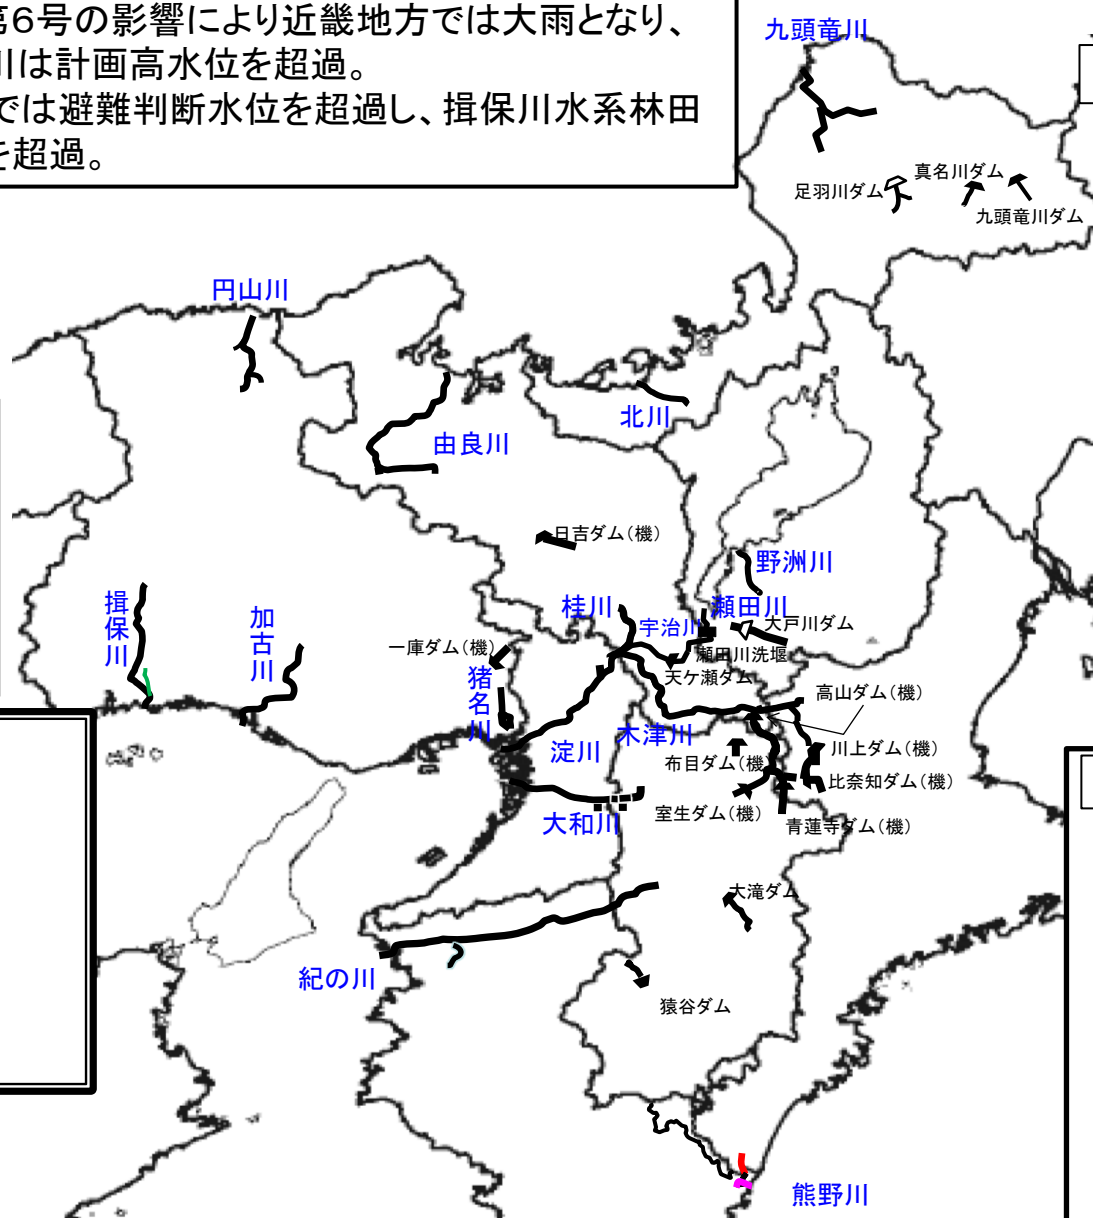 第6号の影響により近畿地方では大雨となり、
川は計画高水位を超過。
では避難判断水位を超過し、揖保川水系林田
を超過。
九頭竜川
真名川ダム
足羽川ダム
九頭竜川ダム
円山川
北川
由良川
日吉ダム（機）
野洲川
揖保川
加古川
桂川
宇治川
瀬田川
大戸川ダム
一庫ダム（機）
瀬田川洗堰
天ケ瀬ダム
猪名川
高山ダム（機）
淀川
木津川
川上ダム（機）
布目ダム（機）
比奈知ダム（機）
室生ダム（機）
大和川
青蓮寺ダム（機）
大滝ダム
紀の川
猿谷ダム
熊野川